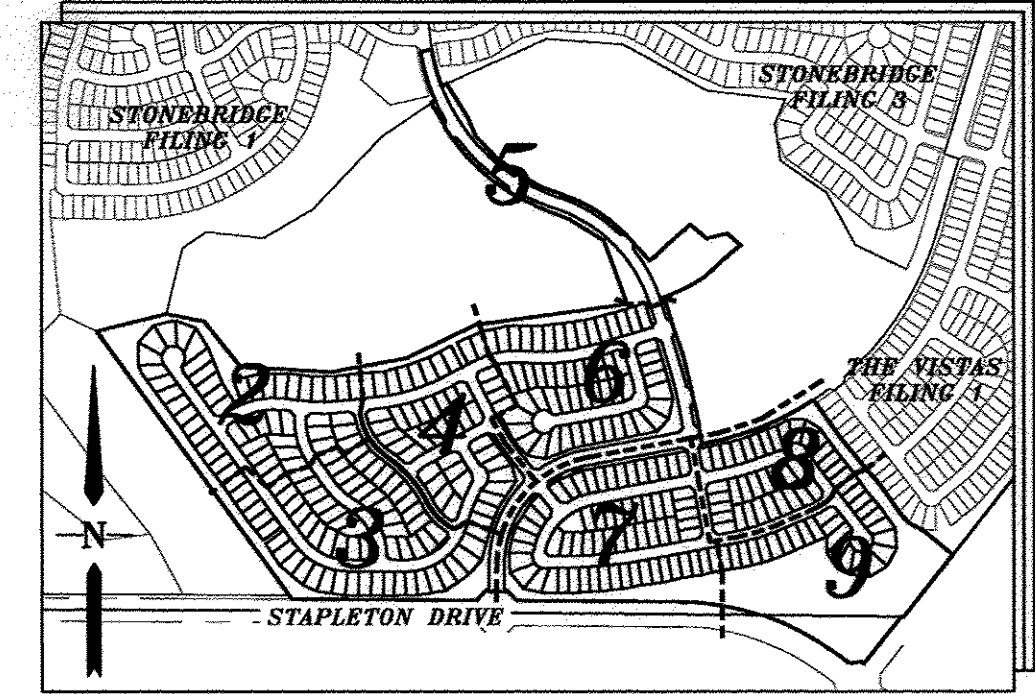 STONEBRIDGE
FILING 1
STONEBRIDGE
FILING 3
5
THE VISTAS
FILING 1
2
6
4
8
3
7
9
N
STAPLETON DRIVE